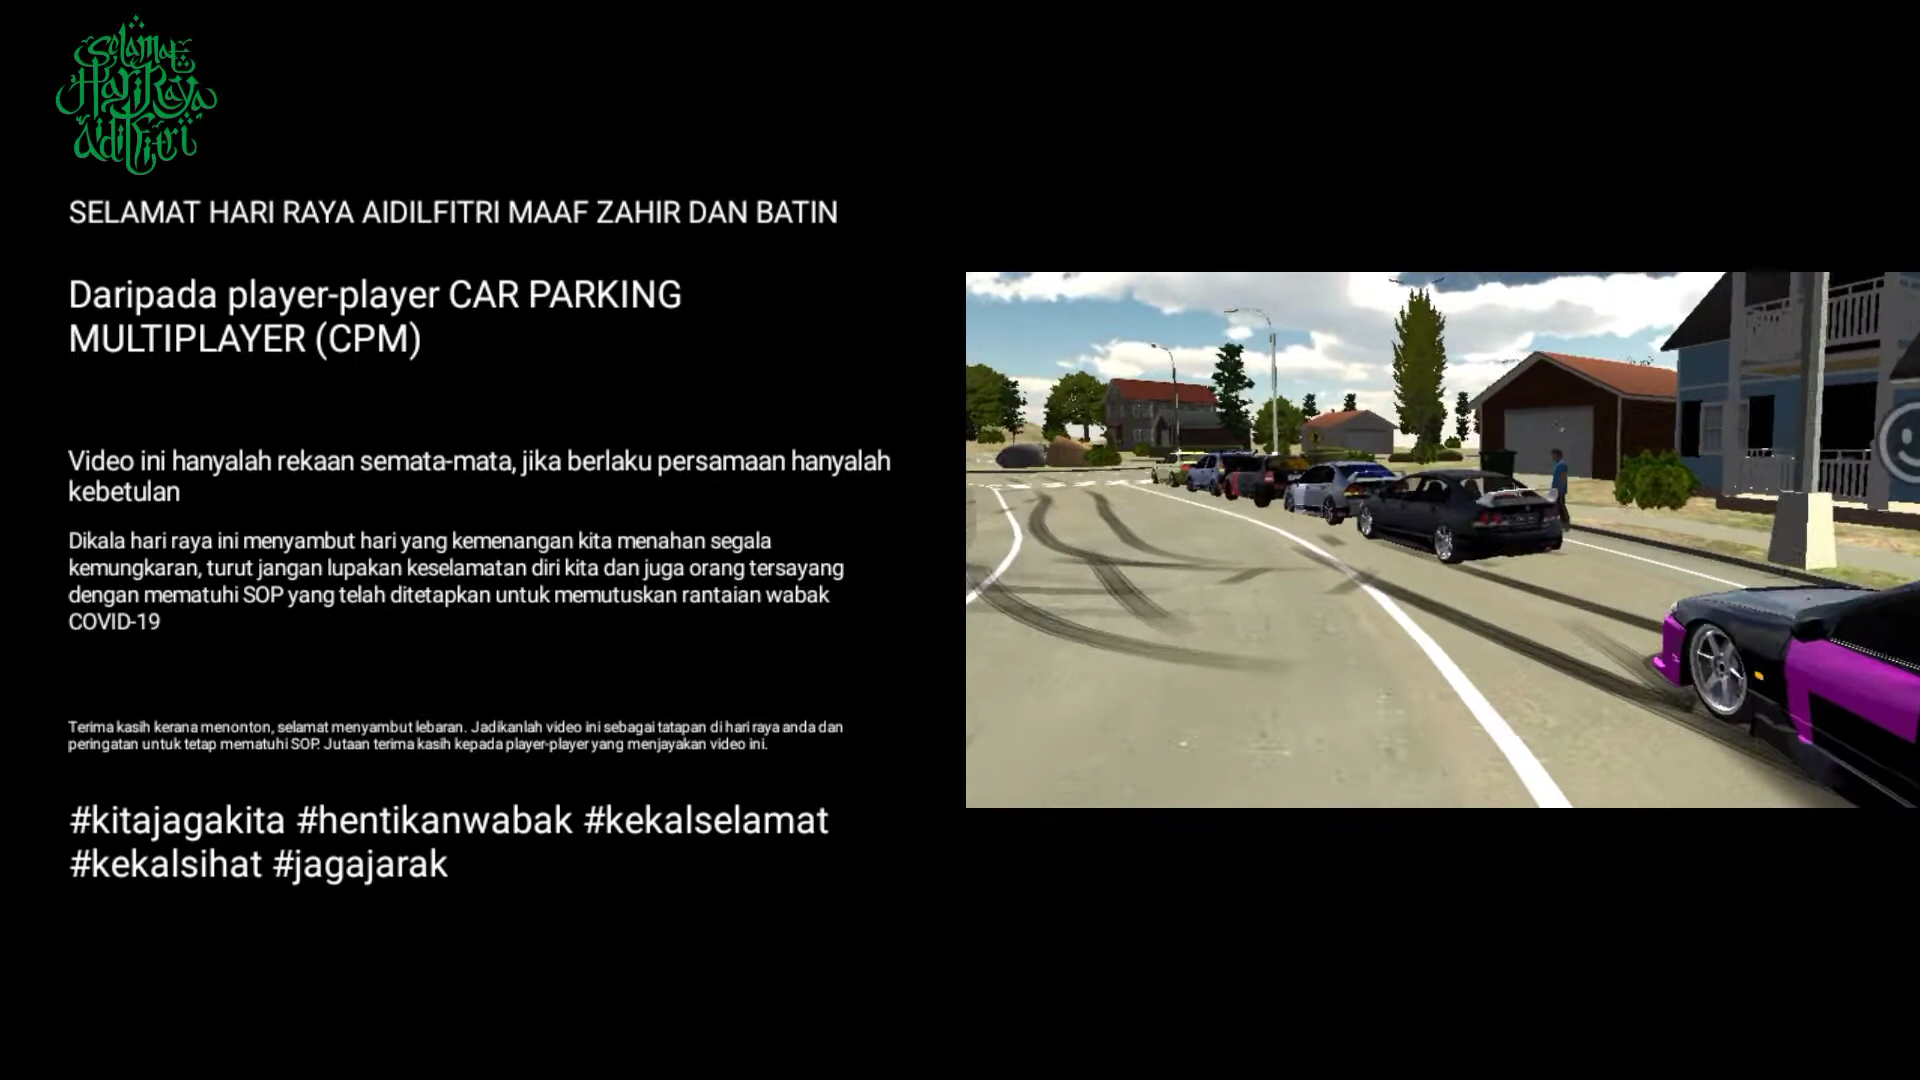 Selamat
Hari Raya
Aidilfitri
SELAMAT HARI RAYA AIDILFITRI MAAF ZAHIR DAN BATIN
Daripada player-player CAR PARKING
MULTIPLAYER (CPM)
Video ini hanyalah rekaan semata-mata, jika berlaku persamaan hanyalah
kebetulan
Dikala hari raya ini menyambut hari yang kemenangan kita menahan segala
kemungkaran, turut jangan lupakan keselamatan diri kita dan juga orang tersayang
dengan mematuhi SOP yang telah ditetapkan untuk memutuskan rantaian wabak
COVID-19
Terima kasih kerana menonton, selamat menyambut lebaran. Jadikanlah video ini sebagai tatapan di hari raya anda dan
peringatan untuk tetap mematuhi SOP. Jutaan terima kasih kepada player-player yang menjayakan video ini.
#kitajagakita #hentikanwabak #kekalselamat
#kekalsihat #jagajarak